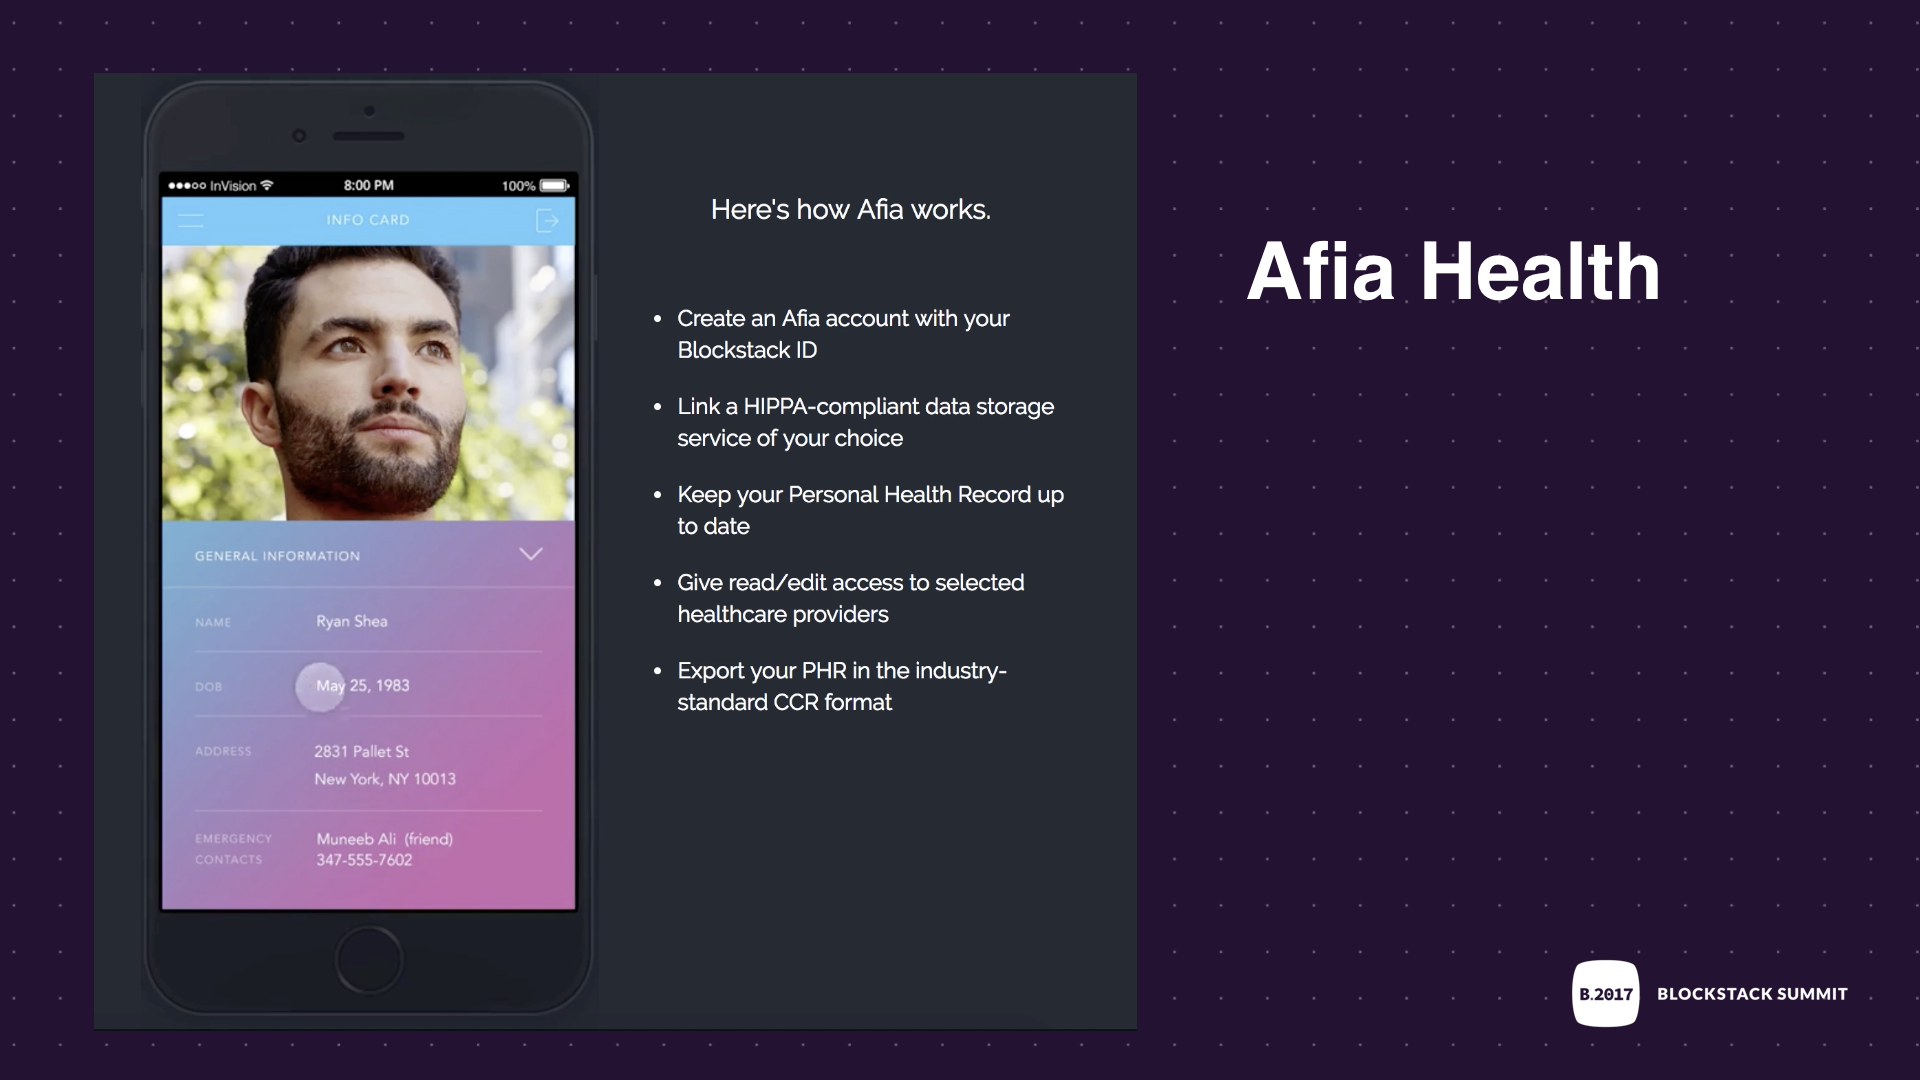 InVision 8:00 PM 100%
INFO CARD
GENERAL INFORMATION
NAME Ryan Shea
DOB May 25, 1983
ADDRESS 2831 Pallet St
New York, NY 10013
EMERGENCY Muneeb Ali (friend)
CONTACTS 347-555-7602
Here's how Afia works.
• Create an Afia account with your
Blockstack ID
• Link a HIPPA-compliant data storage
service of your choice
• Keep your Personal Health Record up
to date
• Give read/edit access to selected
healthcare providers
• Export your PHR in the industry-
standard CCR format
Afia Health
B.2017 BLOCKSTACK SUMMIT